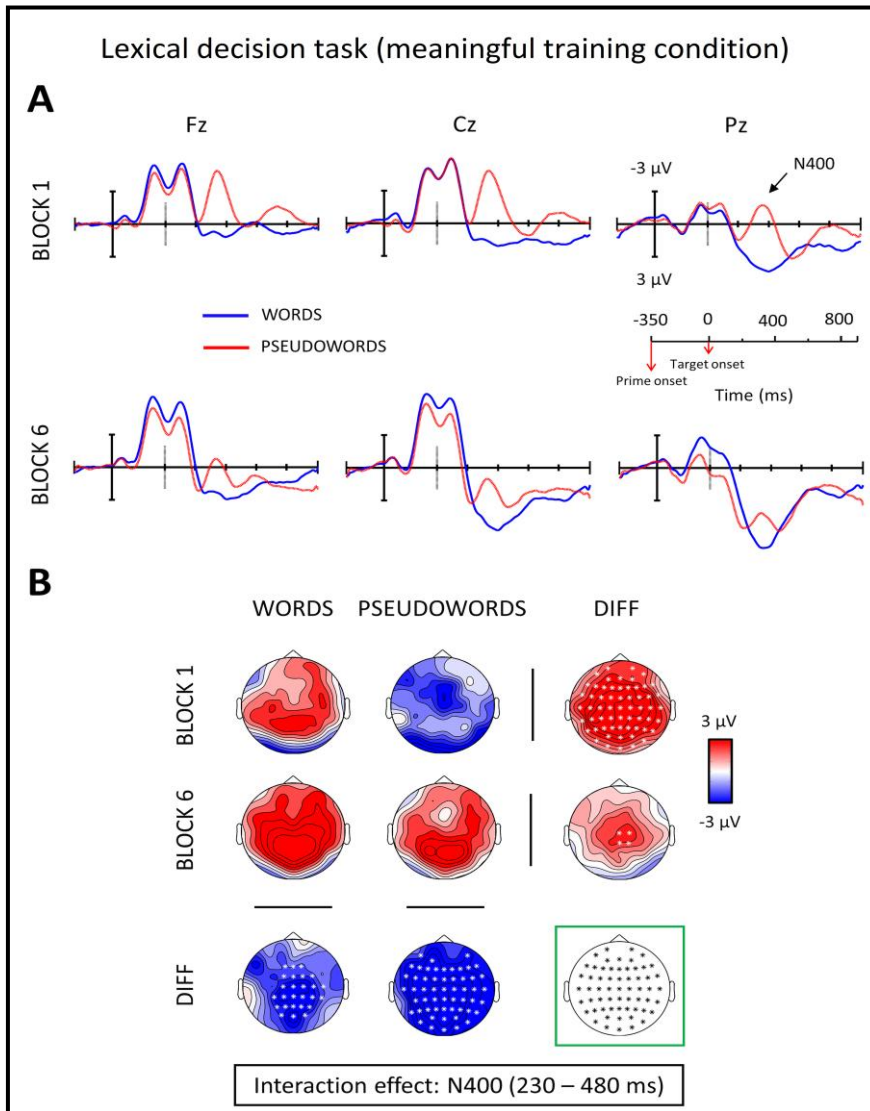 Lexical decision task (meaningful training condition)
A
Fz Cz Pz
BLOCK 1
-3 µV
N400
3 µV
WORDS
PSEUDOWORDS
-350 0 400 800
Target onset
Prime onset
Time (ms)
BLOCK 6
B
WORDS PSEUDOWORDS DIFF
BLOCK 1
3 µV
-3 µV
BLOCK 6
DIFF
Interaction effect: N400 (230 – 480 ms)